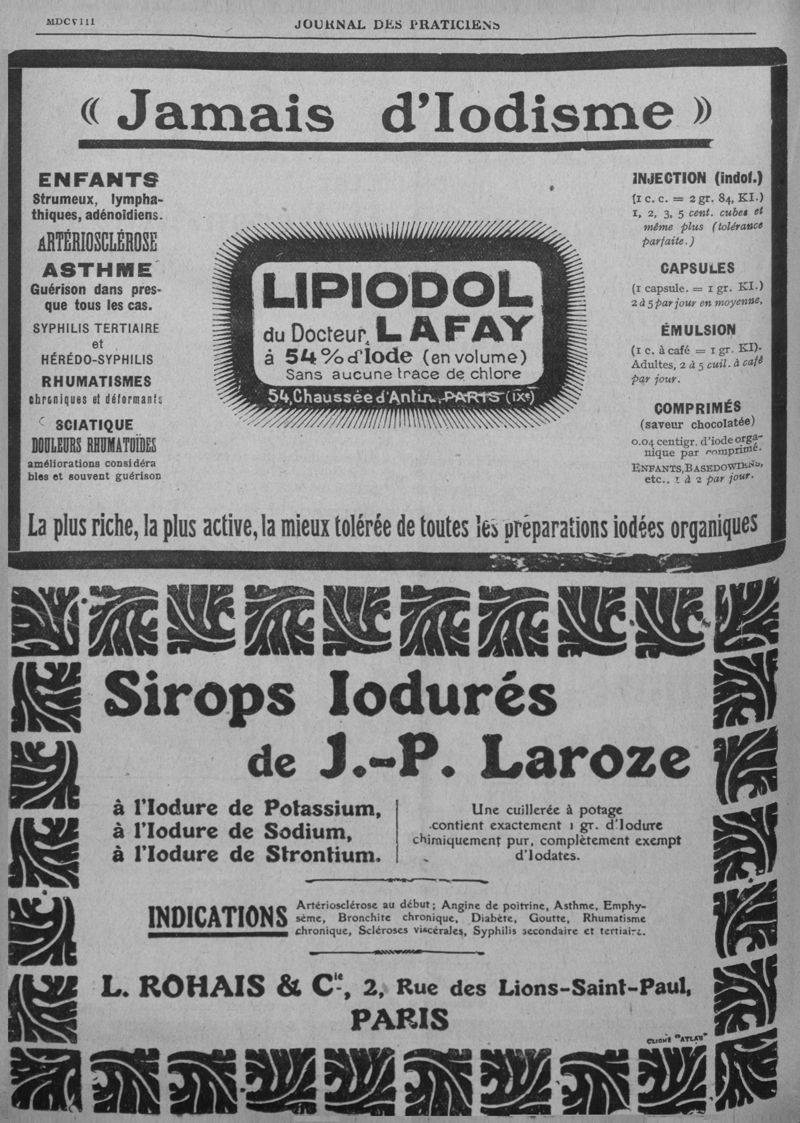 MDCVIII
JOURNAL DES PRATICIENS
« Jamais d'Iodisme »
ENFANTS
Strumeux, lympha-
thiques, adénoïdiens.
ARTÉRIOSCLÉROSE
ASTHME
Guérison dans pres-
que tous les cas.
SYPHILIS TERTIAIRE
et
HÉRÉDO-SYPHILIS
RHUMATISMES
chroniques et déformants
SCIATIQUE
DOULEURS RHUMATOÏDES
améliorations considéra
bles et souvent guérison
LIPIODOL
du Docteur LAFAY
à 54% d'Iode (en volume)
Sans aucune trace de chlore
54, Chaussée d'Antin, PARIS (IXe)
INJECTION (indol.)
(1 c. c. = 2 gr. 84, KI.)
1, 2, 3, 5 cent. cubes et
même plus (tolérance
parfaite.)
CAPSULES
(1 capsule. = 1 gr. KI.)
2 à 5 par jour en moyenne.
ÉMULSION
(1 c. à café = 1 gr. KI).
Adultes, 2 à 5 cuil. à café
par jour.
COMPRIMÉS
(saveur chocolatée)
0.04 centigr. d'iode orga-
nique par comprimé.
ENFANTS, BASEDOWIENS,
etc.. 1 à 2 par jour.
La plus riche, la plus active, la mieux tolérée de toutes les préparations iodées organiques
Sirops Iodurés
de J.-P. Laroze
à l'Iodure de Potassium,
à l'Iodure de Sodium,
à l'Iodure de Strontium.
Une cuillerée à potage
contient exactement 1 gr. d'Iodure
chimiquement pur, complètement exempt
d'Iodates.
INDICATIONS
Artériosclérose au début; Angine de poitrine, Asthme, Emphy-
sème, Bronchite chronique, Diabète, Goutte, Rhumatisme
chronique, Scléroses viscérales, Syphilis secondaire et tertiaire.
L. ROHAIS & Cie, 2, Rue des Lions-Saint-Paul,
PARIS
CLICHÉ "ATLAS"